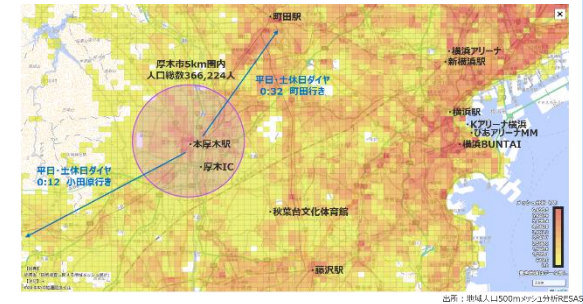 ・町田駅
厚木市5km圏内
人口総数366,224人
平日・土休日ダイヤ
0:32 町田行き
・横浜アリーナ
・新横浜駅
・横浜駅
・Kアリーナ横浜
・ぴあアリーナMM
・横浜BUNTAI
・本厚木駅
・厚木IC
平日・土休日ダイヤ
0:12 小田原行き
・秋葉台文化体育館
・藤沢駅
出所：地域人口500mメッシュ分析RESAS